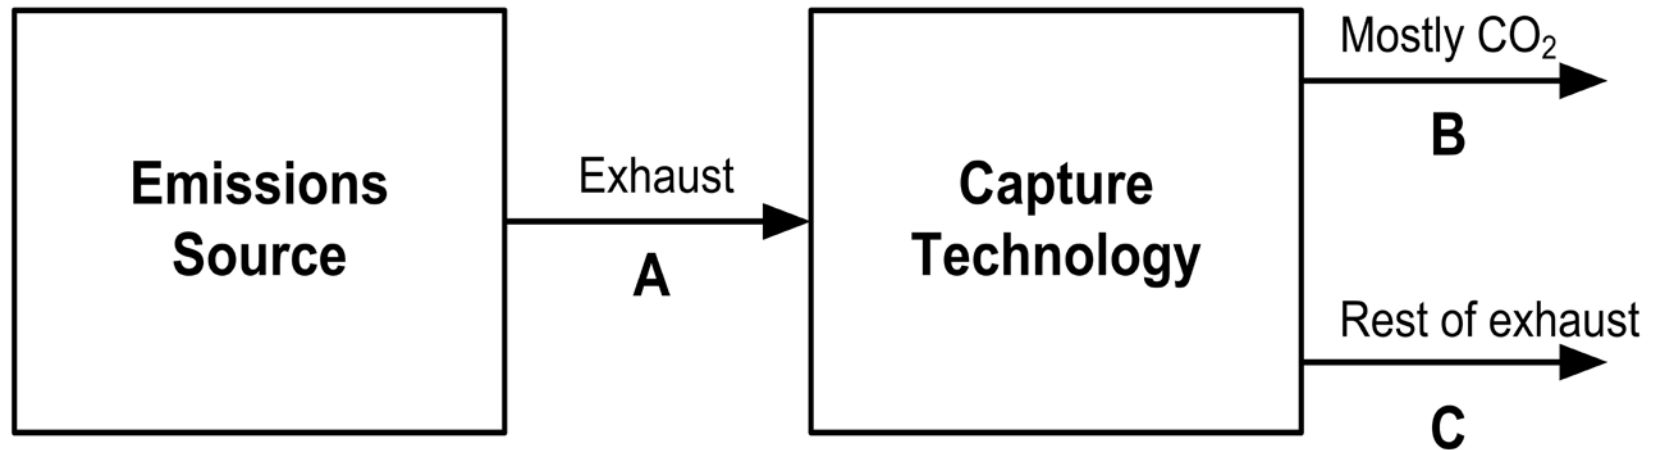 Emissions
Source
Exhaust
A
Capture
Technology
Mostly CO₂
B
Rest of exhaust
C